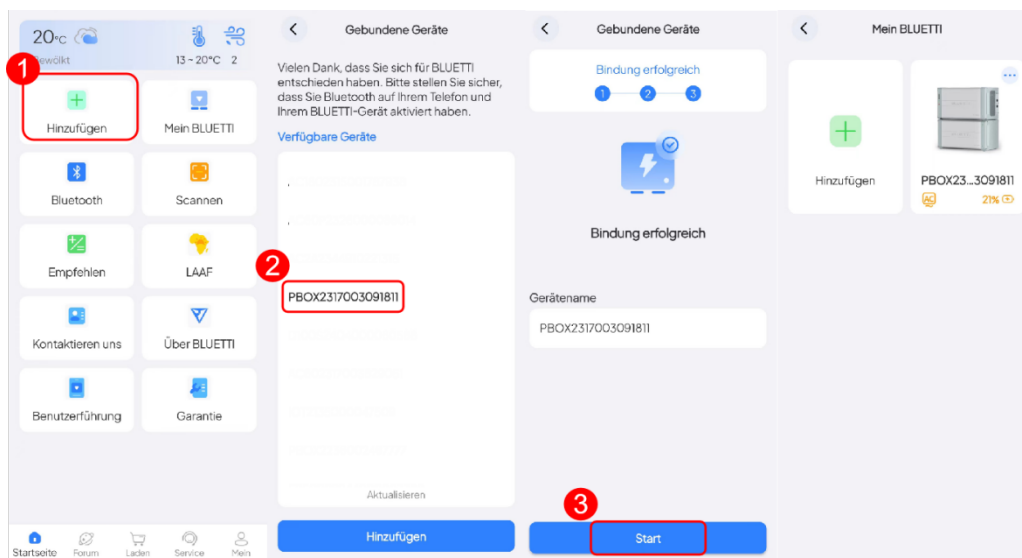 20°C
13~20°C 2
1
Hinzufügen
Mein BLUETTI
Bluetooth
Scannen
Empfehlen
LAAF
Kontaktieren uns
Über BLUETTI
Benutzerführung
Garantie
Startseite
Forum
Laden
Service
Mein
Gebundene Geräte
Vielen Dank, dass Sie sich für BLUETTI
entschieden haben. Bitte stellen Sie sicher,
dass Sie Bluetooth auf Ihrem Telefon und
Ihrem BLUETTI-Gerät aktiviert haben.
Verfügbare Geräte
2
PBOX2317003091811
Aktualisieren
Hinzufügen
Gebundene Geräte
Bindung erfolgreich
1 2 3
Bindung erfolgreich
Gerätename
PBOX2317003091811
3
Start
Mein BLUETTI
Hinzufügen
PBOX23...3091811
AC
21%